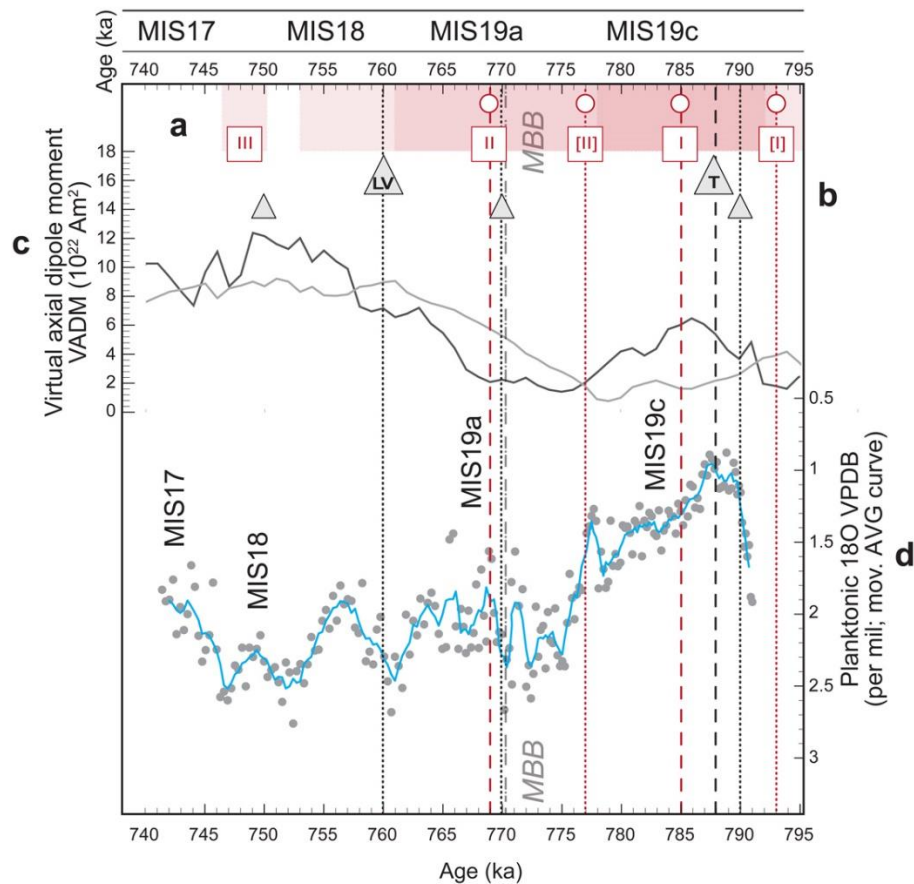 MIS17 MIS18 MIS19a MIS19c
Age (ka)
740 745 750 755 760 765 770 775 780 785 790 795
a
III II MBB [II] I [I]
LV T
b
c
Virtual axial dipole moment
VADM (10²² Am²)
18
16
14
12
10
8
6
4
2
0
MIS17
MIS18
MIS19a
MIS19c
MBB
0.5
1
1.5
2
2.5
3
Planktonic 18O VPDB
(per mil; mov. AVG curve)
d
740 745 750 755 760 765 770 775 780 785 790 795
Age (ka)